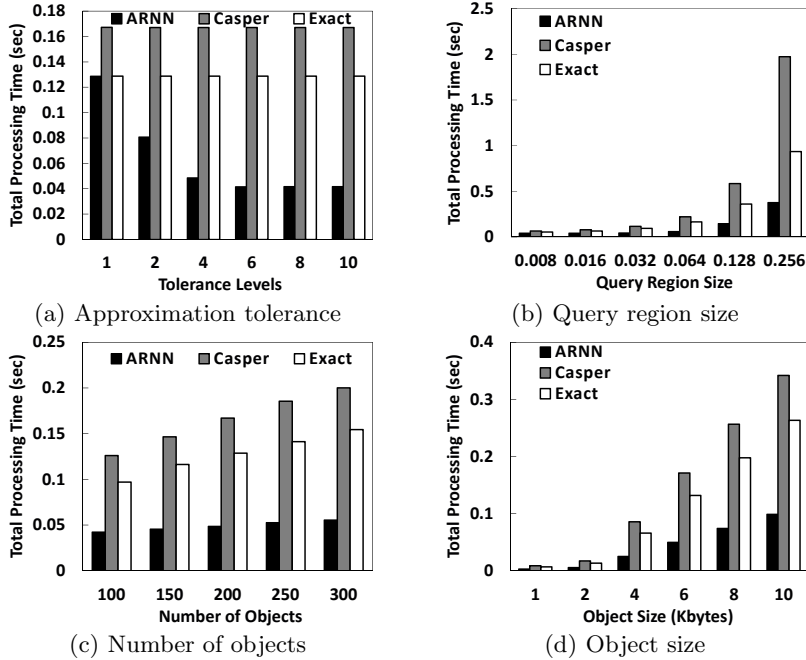 ARNN Casper Exact
Total Processing Time (sec)
0.18
0.16
0.14
0.12
0.1
0.08
0.06
0.04
0.02
0
1 2 4 6 8 10
Tolerance Levels
(a) Approximation tolerance
Total Processing Time (sec)
2.5
2
1.5
1
0.5
0
ARNN
Casper
Exact
0.008 0.016 0.032 0.064 0.128 0.256
Query Region Size
(b) Query region size
Total Processing Time (sec)
0.25
0.2
0.15
0.1
0.05
0
ARNN Casper Exact
100 150 200 250 300
Number of Objects
(c) Number of objects
Total Processing Time (sec)
0.4
0.3
0.2
0.1
0
ARNN
Casper
Exact
1 2 4 6 8 10
Object Size (Kbytes)
(d) Object size